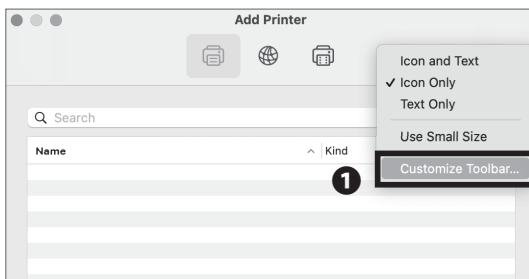 Add Printer
Icon and Text
✓ Icon Only
Text Only
Use Small Size
Customize Toolbar...
Search
Name
Kind
1